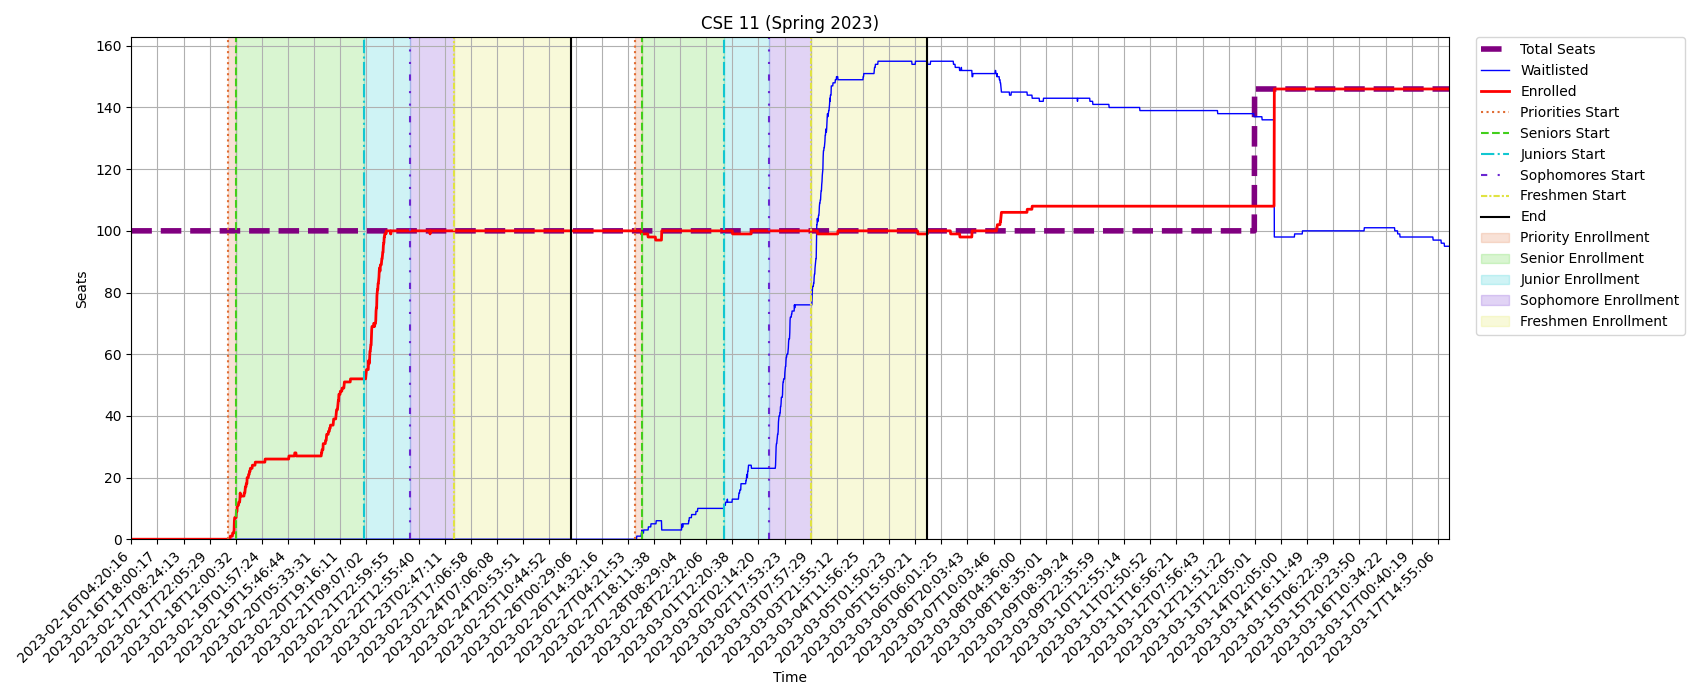 CSE 11 (Spring 2023)
160
140
120
100
80
60
40
20
0
Seats
2023-02-16T04:20:16
2023-02-16T18:00:17
2023-02-17T08:24:13
2023-02-17T22:05:29
2023-02-18T12:00:32
2023-02-19T01:57:24
2023-02-19T15:46:44
2023-02-20T05:33:31
2023-02-20T19:16:11
2023-02-21T09:07:02
2023-02-21T22:59:55
2023-02-22T12:55:40
2023-02-23T02:47:11
2023-02-23T17:06:58
2023-02-24T07:06:08
2023-02-24T20:53:51
2023-02-25T10:44:52
2023-02-26T00:29:06
2023-02-26T14:32:16
2023-02-27T04:21:53
2023-02-27T18:11:38
2023-02-28T08:29:04
2023-02-28T22:22:06
2023-03-01T12:20:38
2023-03-02T02:14:20
2023-03-02T17:53:23
2023-03-03T07:57:29
2023-03-03T21:55:12
2023-03-04T11:56:25
2023-03-05T01:50:23
2023-03-05T15:50:21
2023-03-06T06:01:25
2023-03-06T20:03:43
2023-03-07T10:03:46
2023-03-08T04:36:00
2023-03-08T18:35:01
2023-03-09T08:39:24
2023-03-09T22:35:59
2023-03-10T12:55:14
2023-03-11T02:50:52
2023-03-11T16:56:21
2023-03-12T07:56:43
2023-03-12T21:51:22
2023-03-13T12:05:01
2023-03-14T02:05:00
2023-03-14T16:11:49
2023-03-15T06:22:39
2023-03-15T20:23:50
2023-03-16T10:34:22
2023-03-17T00:40:19
2023-03-17T14:55:06
Time
Total Seats
Waitlisted
Enrolled
Priorities Start
Seniors Start
Juniors Start
Sophomores Start
Freshmen Start
End
Priority Enrollment
Senior Enrollment
Junior Enrollment
Sophomore Enrollment
Freshmen Enrollment